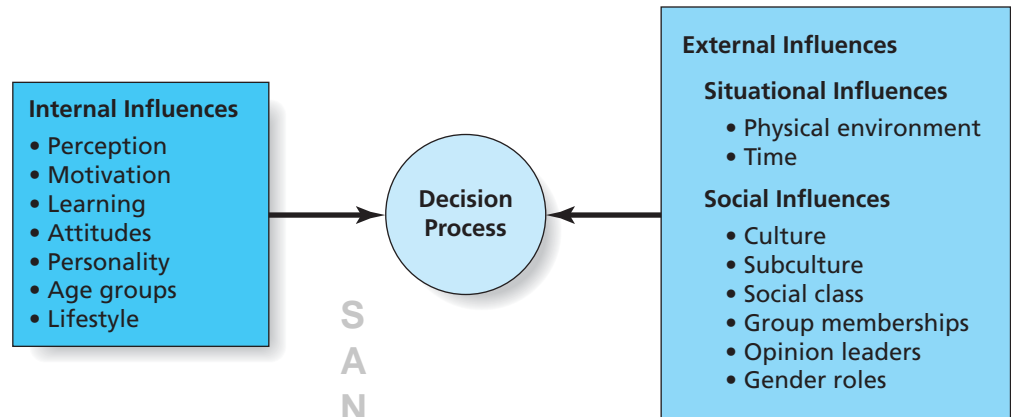 Internal Influences
• Perception
• Motivation
• Learning
• Attitudes
• Personality
• Age groups
• Lifestyle
Decision
Process
External Influences
Situational Influences
• Physical environment
• Time
Social Influences
• Culture
• Subculture
• Social class
• Group memberships
• Opinion leaders
• Gender roles
S
A
N